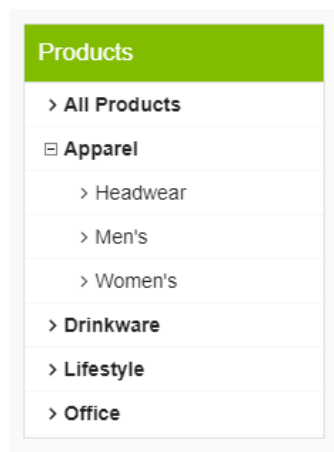 Products
All Products
Apparel
Headwear
Men's
Women's
Drinkware
Lifestyle
Office